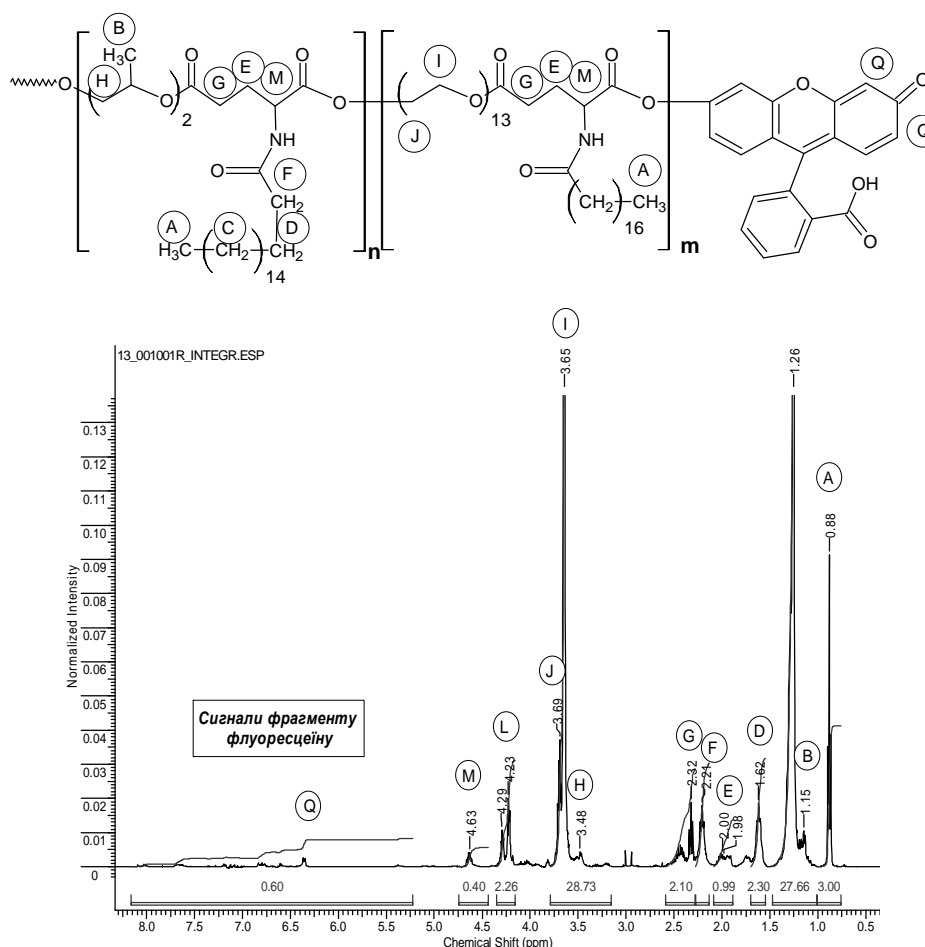 B
H₃C
O
O
O
I
O
O
H
G
E
M
G
E
M
Q
O
O
O
O
O
O
2
13
NH
J
NH
Q
O
F
O
A
OH
CH₂
CH₂
CH₃
O
A
C
D
16
H₃C
CH₂
CH₂
n
m
14
I
13_001001R_INTEGR.ESP
3.65
1.26
A
0.88
J
3.69
Сигнали фрагменту
флуоресцеїну
L
G
F
D
B
M
H
E
Q
4.63
4.29
4.23
3.48
2.32
2.21
2.00
1.98
1.62
1.15
Normalized Intensity
0.13
0.12
0.11
0.10
0.09
0.08
0.07
0.06
0.05
0.04
0.03
0.02
0.01
0
0.60 0.40 2.26 28.73 2.10 0.99 2.30 27.66 3.00
8.0 7.5 7.0 6.5 6.0 5.5 5.0 4.5 4.0 3.5 3.0 2.5 2.0 1.5 1.0 0.5
Chemical Shift (ppm)